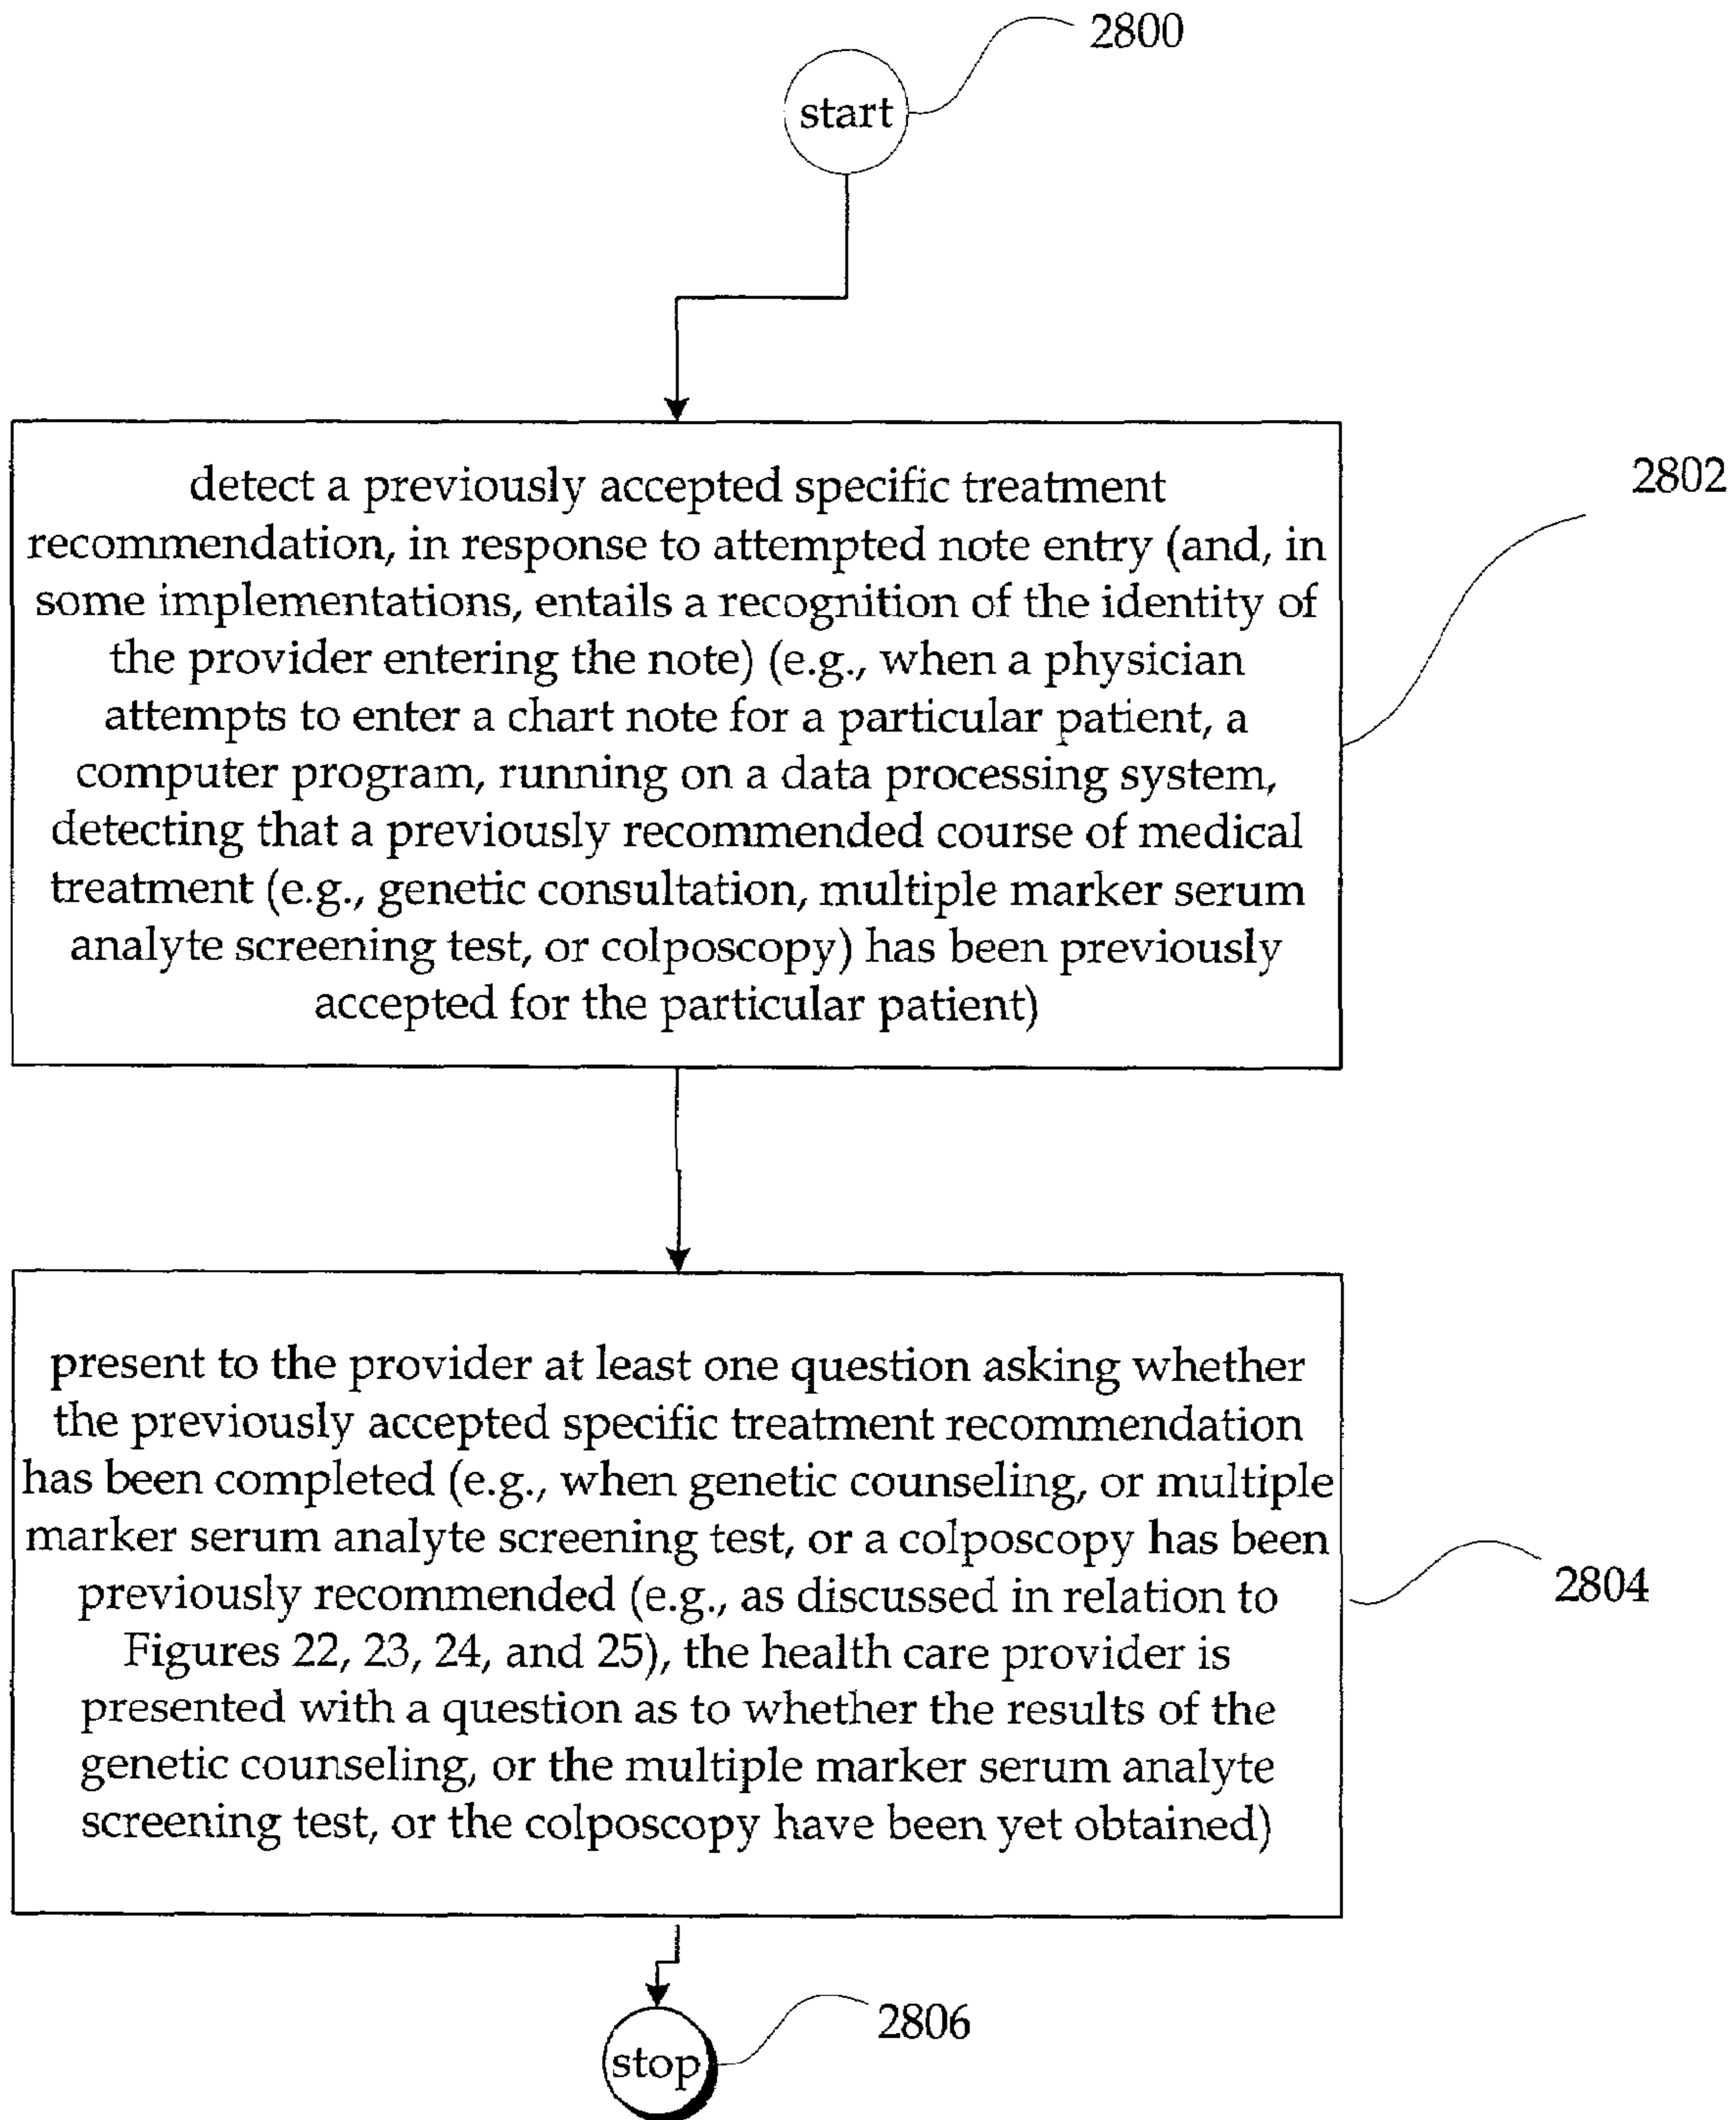 2800
start
2802
detect a previously accepted specific treatment
recommendation, in response to attempted note entry (and, in
some implementations, entails a recognition of the identity of
the provider entering the note) (e.g., when a physician
attempts to enter a chart note for a particular patient, a
computer program, running on a data processing system,
detecting that a previously recommended course of medical
treatment (e.g., genetic consultation, multiple marker serum
analyte screening test, or colposcopy) has been previously
accepted for the particular patient)
present to the provider at least one question asking whether
the previously accepted specific treatment recommendation
has been completed (e.g., when genetic counseling, or multiple
marker serum analyte screening test, or a colposcopy has been
previously recommended (e.g., as discussed in relation to
Figures 22, 23, 24, and 25), the health care provider is
presented with a question as to whether the results of the
genetic counseling, or the multiple marker serum analyte
screening test, or the colposcopy have been yet obtained)
2804
2806
stop